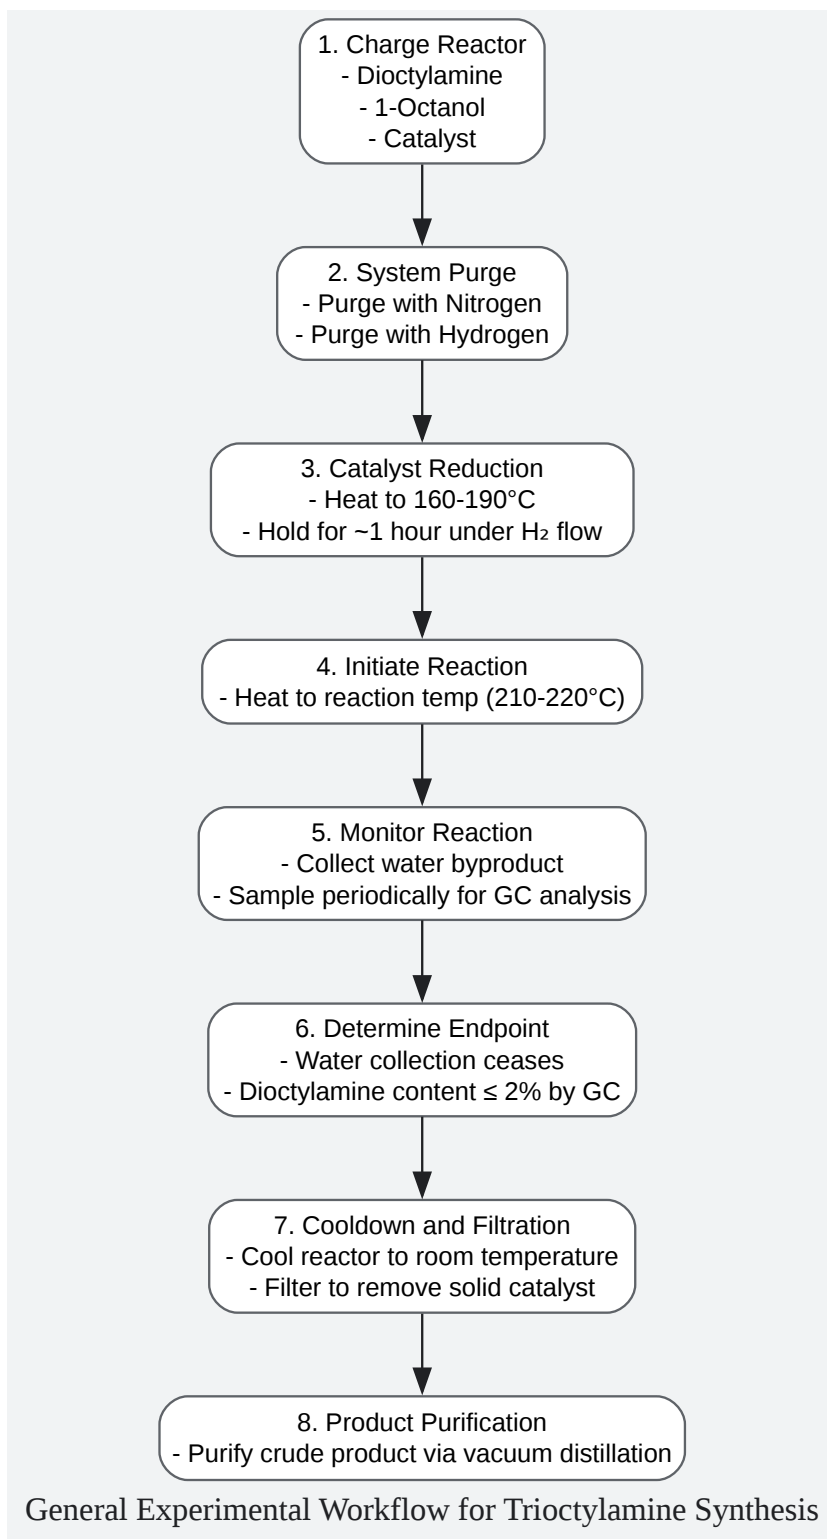 1. Charge Reactor
- Dioctylamine
- 1-Octanol
- Catalyst
2. System Purge
- Purge with Nitrogen
- Purge with Hydrogen
3. Catalyst Reduction
- Heat to 160-190°C
- Hold for ~1 hour under H₂ flow
4. Initiate Reaction
- Heat to reaction temp (210-220°C)
5. Monitor Reaction
- Collect water byproduct
- Sample periodically for GC analysis
6. Determine Endpoint
- Water collection ceases
- Dioctylamine content ≤ 2% by GC
7. Cooldown and Filtration
- Cool reactor to room temperature
- Filter to remove solid catalyst
8. Product Purification
- Purify crude product via vacuum distillation
General Experimental Workflow for Trioctylamine Synthesis